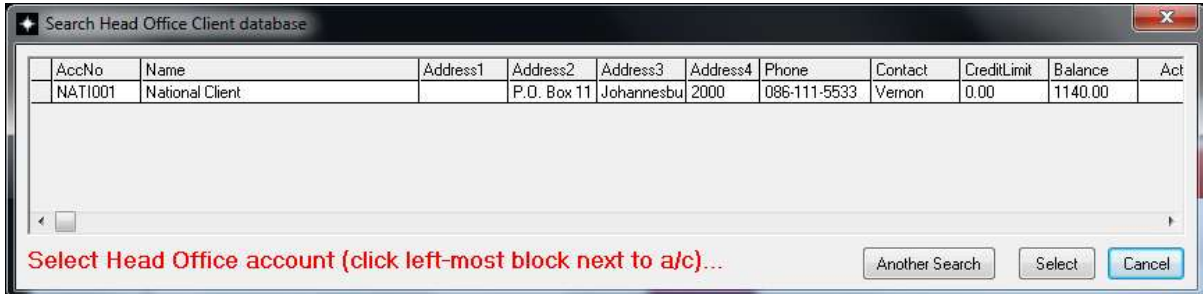 Search Head Office Client database
AccNo Name Address1 Address2 Address3 Address4 Phone Contact CreditLimit Balance Act
NATI001 National Client P.O. Box 11 Johannesbu 2000 086-111-5533 Vernon 0.00 1140.00
Select Head Office account (click left-most block next to a/c)... Another Search Select Cancel